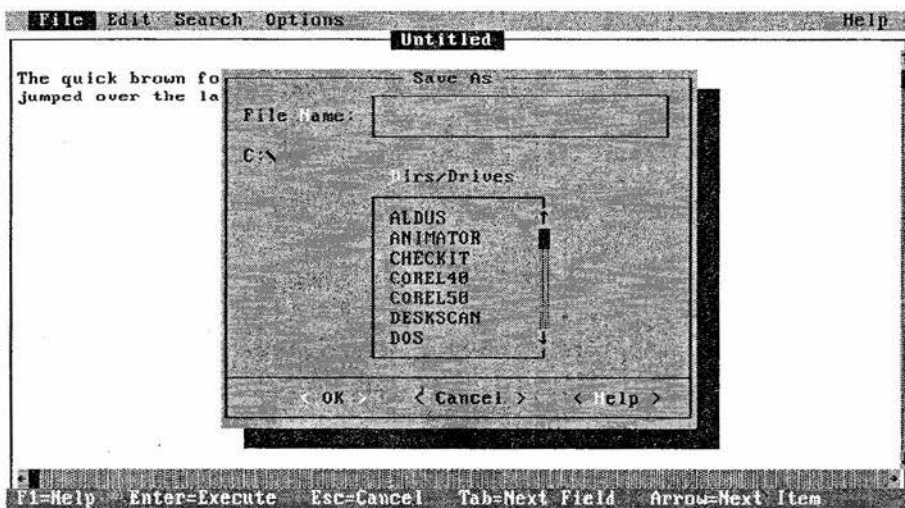 File Edit Search Options Help
Untitled
The quick brown fo
jumped over the la
Save As
File Name:
C:\
Dirs/Drives
ALDUS
ANIMATOR
CHECKIT
COREL40
COREL50
DESKSCAN
DOS
< OK > < Cancel > < Help >
F1=Help Enter=Execute Esc=Cancel Tab=Next Field Arrow=Next Item